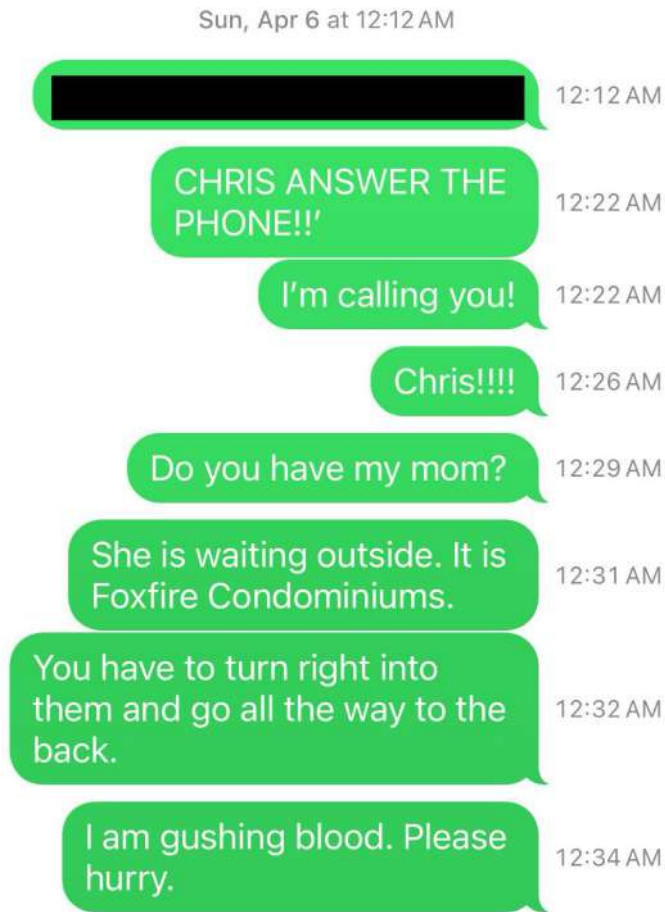 Sun, Apr 6 at 12:12 AM
12:12 AM
CHRIS ANSWER THE
PHONE!!'
12:22 AM
I'm calling you!
12:22 AM
Chris!!!!
12:26 AM
Do you have my mom?
12:29 AM
She is waiting outside. It is
Foxfire Condominiums.
12:31 AM
You have to turn right into
them and go all the way to the
back.
12:32 AM
I am gushing blood. Please
hurry.
12:34 AM